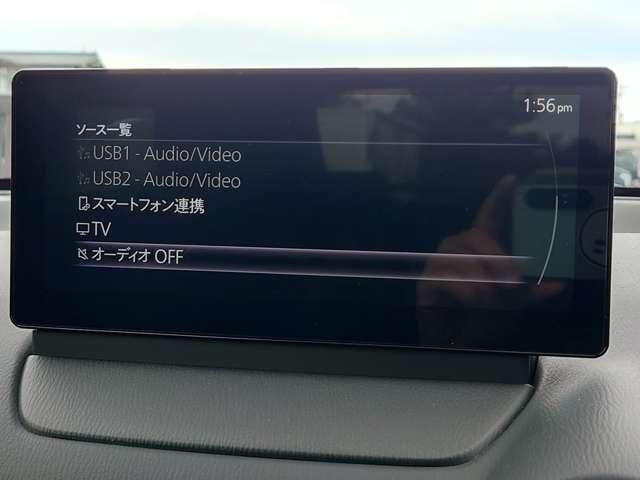 1:56pm
ソース一覧
USB1 - Audio/Video
USB2 - Audio/Video
スマートフォン連携
TV
オーディオ OFF